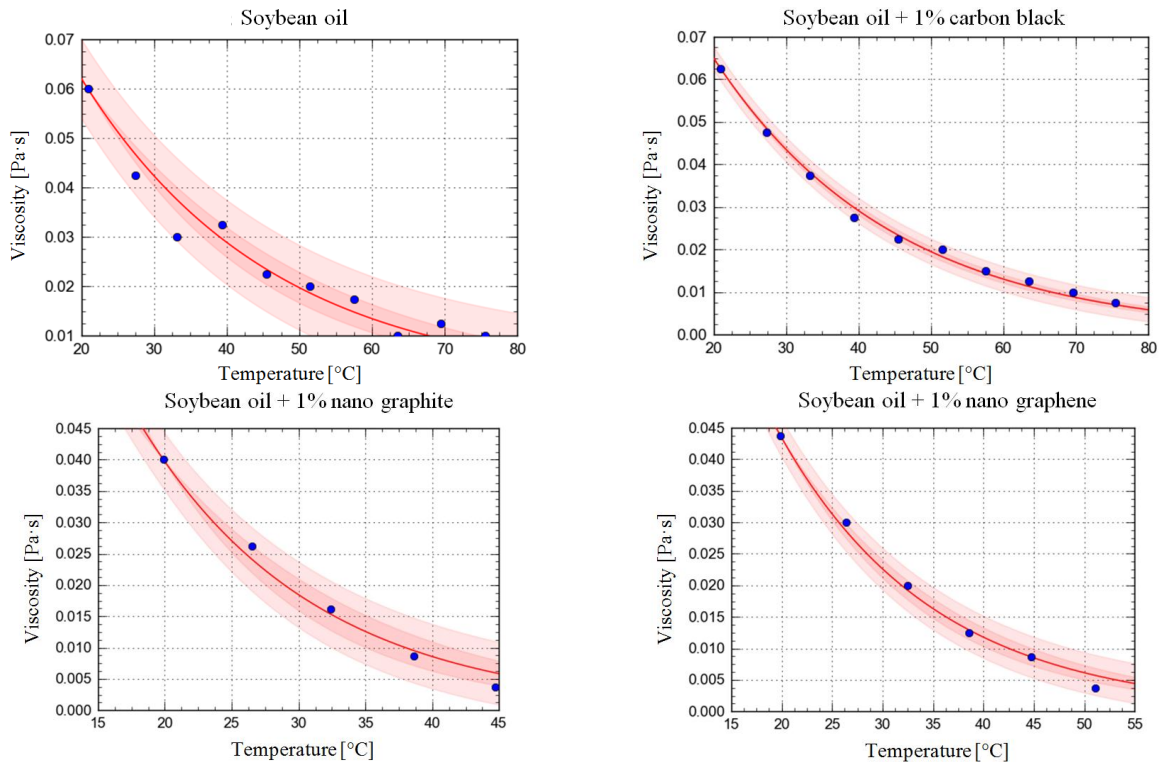 . Soybean oil
0.07
0.06
0.05
0.04
0.03
0.02
0.01
20 30 40 50 60 70 80
Viscosity [Pa·s]
Temperature [°C]
Soybean oil + 1% carbon black
0.07
0.06
0.05
0.04
0.03
0.02
0.01
0.00
20 30 40 50 60 70 80
Viscosity [Pa·s]
Temperature [°C]
Soybean oil + 1% nano graphite
0.045
0.040
0.035
0.030
0.025
0.020
0.015
0.010
0.005
0.000
15 20 25 30 35 40 45
Viscosity [Pa·s]
Temperature [°C]
Soybean oil + 1% nano graphene
0.045
0.040
0.035
0.030
0.025
0.020
0.015
0.010
0.005
0.000
15 20 25 30 35 40 45 50 55
Viscosity [Pa·s]
Temperature [°C]